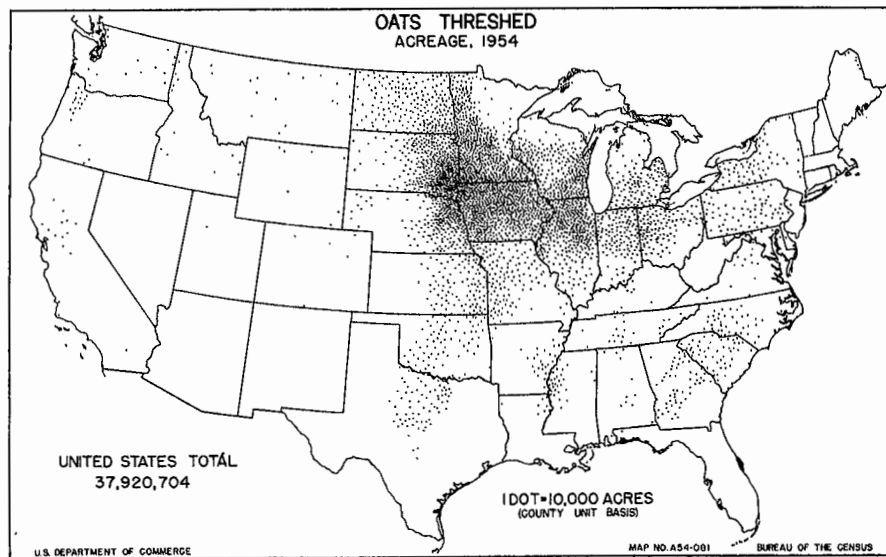 OATS THRESHED
ACREAGE, 1954
UNITED STATES TOTAL
37,920,704
1 DOT=10,000 ACRES
(COUNTY UNIT BASIS)
U.S. DEPARTMENT OF COMMERCE
MAP NO. A54-081
BUREAU OF THE CENSUS